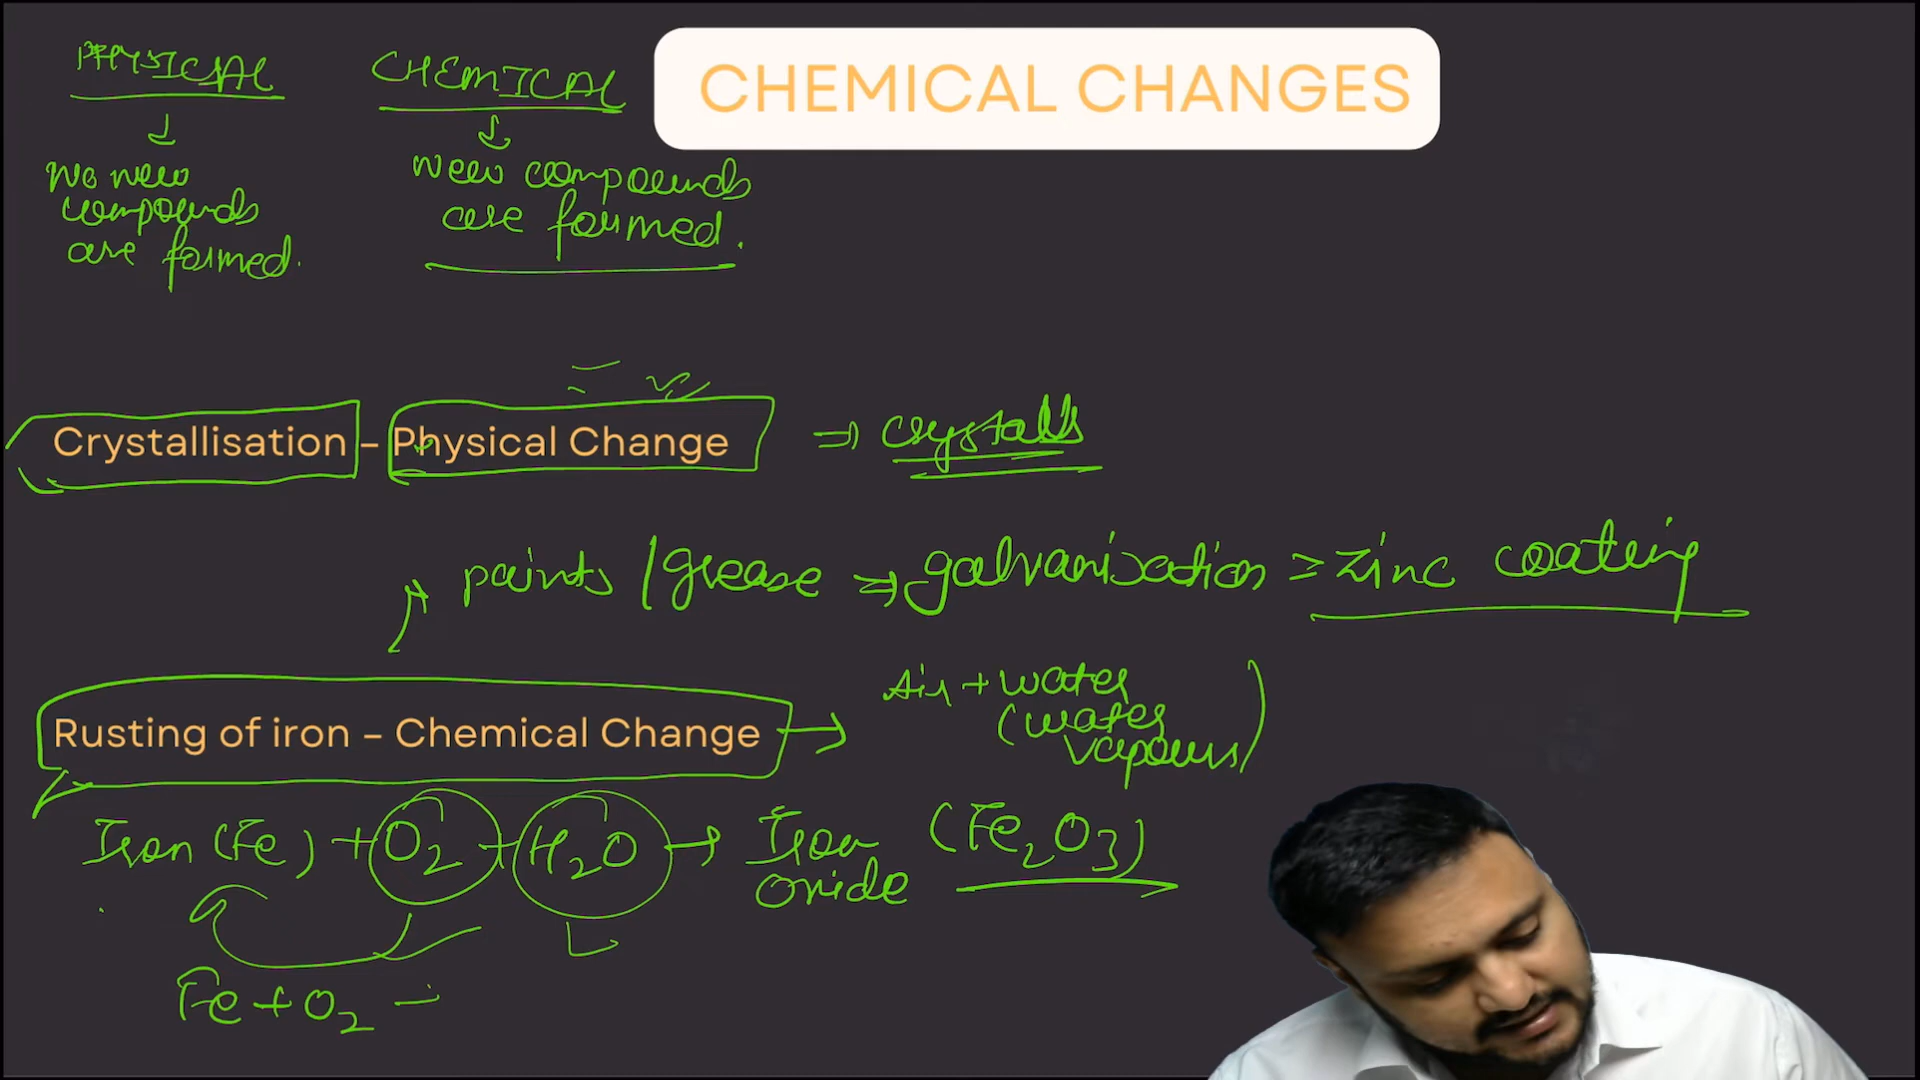 PHYSICAL
CHEMICAL
CHEMICAL CHANGES
No new
compounds
are formed.
New compounds
are formed.
Crystallisation – Physical Change ⇒ crystals
paints / grease ⇒ galvanisation ⇒ zinc coating
Rusting of iron – Chemical Change →
Air + water
(water
vapours)
Iron (Fe) + O2 + H2O → Iron oxide (Fe2O3)
Fe + O2